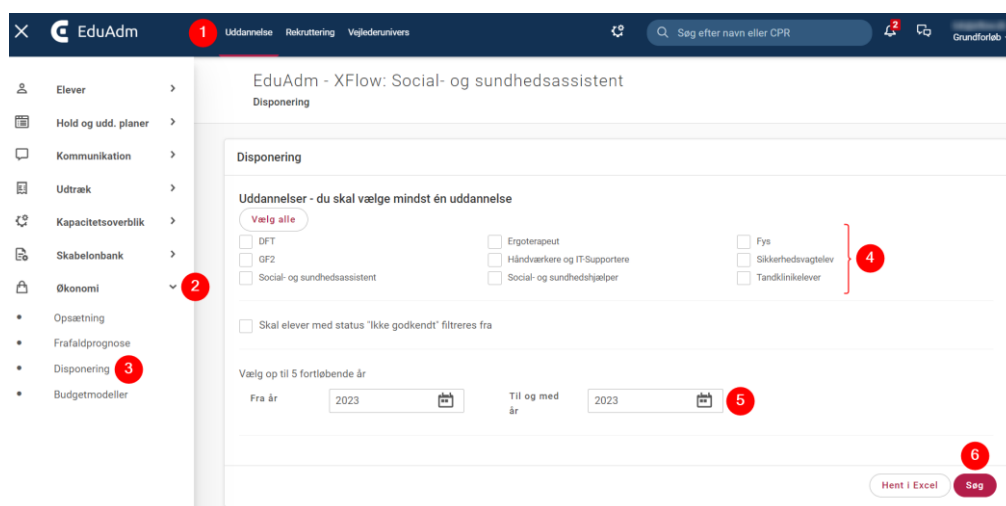 EduAdm
1
Uddannelse Rekruttering Vejlederunivers
Søg efter navn eller CPR
2
Grundforløb
Elever
Hold og udd. planer
Kommunikation
Udtræk
Kapacitetsoverblik
Skabelonbank
Økonomi
2
Opsætning
Frafaldprognose
Disponering
3
Budgetmodeller
EduAdm - XFlow: Social- og sundhedsassistent
Disponering
Disponering
Uddannelser - du skal vælge mindst én uddannelse
Vælg alle
DFT Ergoterapeut Fys
GF2 Håndværkere og IT-Supportere Sikkerhedsvagtelev
Social- og sundhedsassistent Social- og sundhedshjælper Tandklinikelever
4
Skal elever med status "Ikke godkendt" filtreres fra
Vælg op til 5 fortløbende år
Fra år 2023
Til og med
år
2023
5
6
Hent i Excel Søg